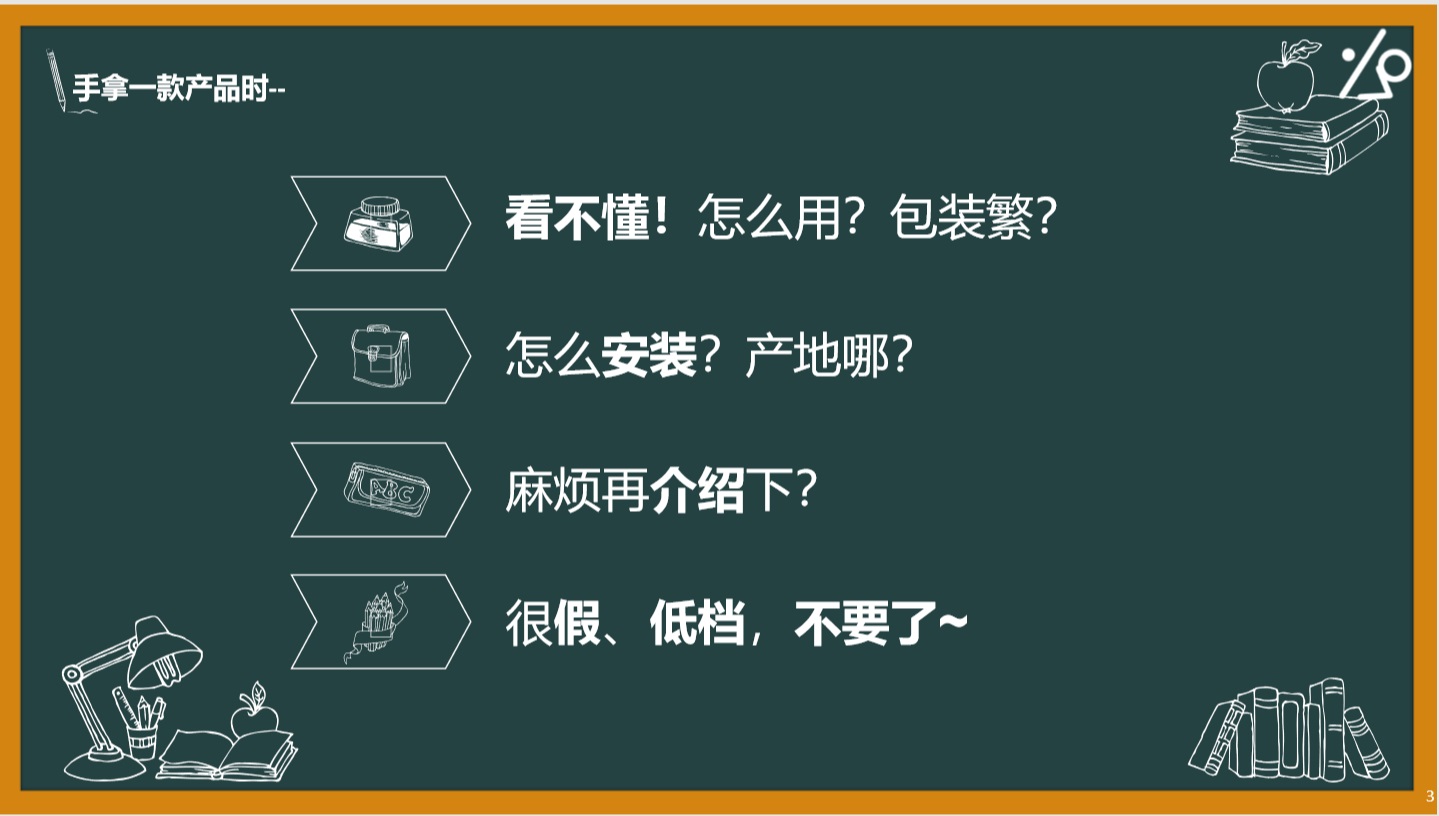 手拿一款产品时--
看不懂！怎么用？包装繁？
怎么安装？产地哪？
ABC
麻烦再介绍下？
很假、低档，不要了~
3